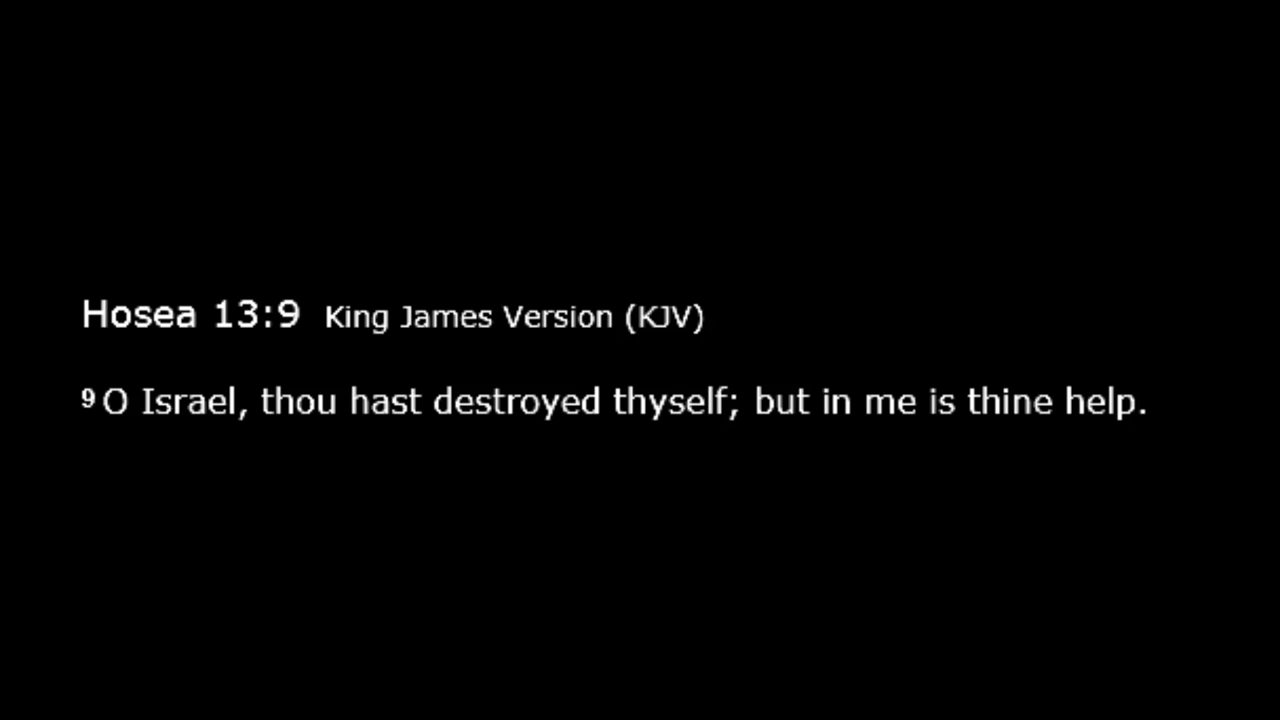 Hosea 13:9 King James Version (KJV)
9 O Israel, thou hast destroyed thyself; but in me is thine help.